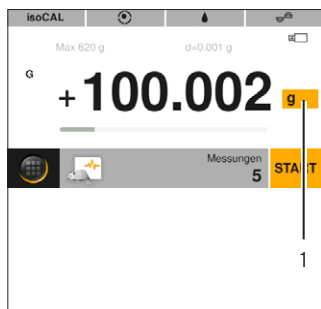 isoCAL
Max 620 g d=0.001 g
G
+100.002 g
Messungen
5
START
1